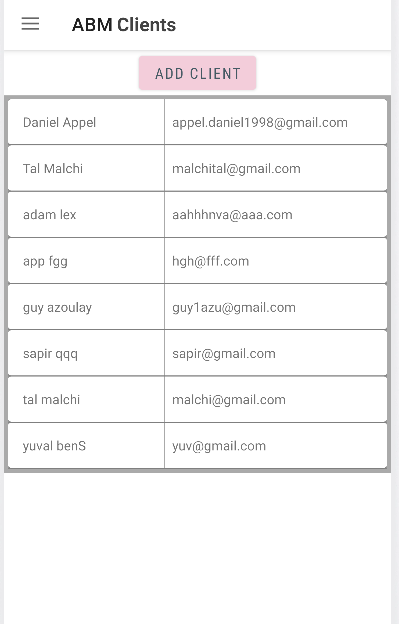 ABM Clients
ADD CLIENT
Daniel Appel appel.daniel1998@gmail.com
Tal Malchi malchital@gmail.com
adam lex aahhhnva@aaa.com
app fgg hgh@fff.com
guy azoulay guy1azu@gmail.com
sapir qqq sapir@gmail.com
tal malchi malchi@gmail.com
yuval benS yuv@gmail.com